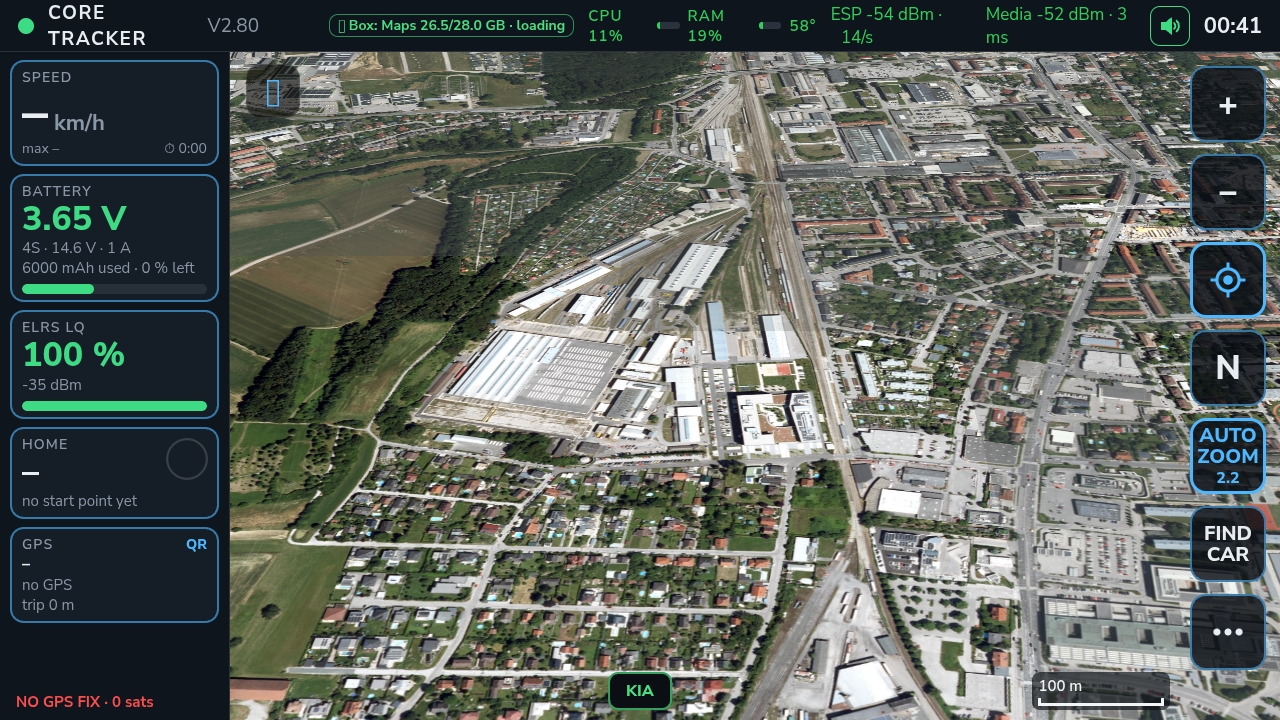 CORE TRACKER V2.80
Box: Maps 26.5/28.0 GB · loading
CPU 11%
RAM 19%
58°
ESP -54 dBm · 14/s
Media -52 dBm · 3 ms
00:41
SPEED
– km/h
max –
⏱ 0:00
BATTERY
3.65 V
4S · 14.6 V · 1 A
6000 mAh used · 0 % left
ELRS LQ
100 %
-35 dBm
HOME
–
no start point yet
GPS
QR
–
no GPS
trip 0 m
NO GPS FIX · 0 sats
+
−
N
AUTO
ZOOM
2.2
FIND
CAR
•••
KIA
100 m